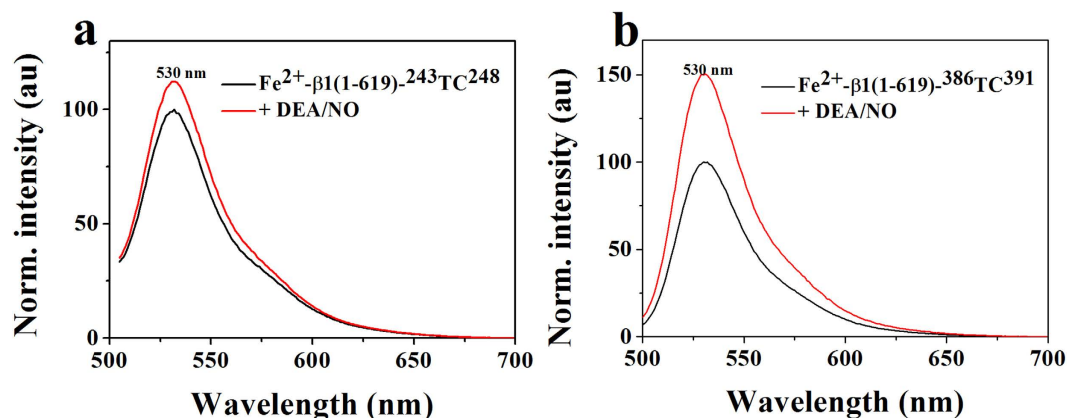 a
530 nm
Fe²⁺-β1(1-619)-²⁴³TC²⁴⁸
+ DEA/NO
Norm. intensity (au)
100
50
0
500 550 600 650 700
Wavelength (nm)
b
530 nm
Fe²⁺-β1(1-619)-³⁸⁶TC³⁹¹
+ DEA/NO
Norm. intensity (au)
150
100
50
0
500 550 600 650 700
Wavelength (nm)